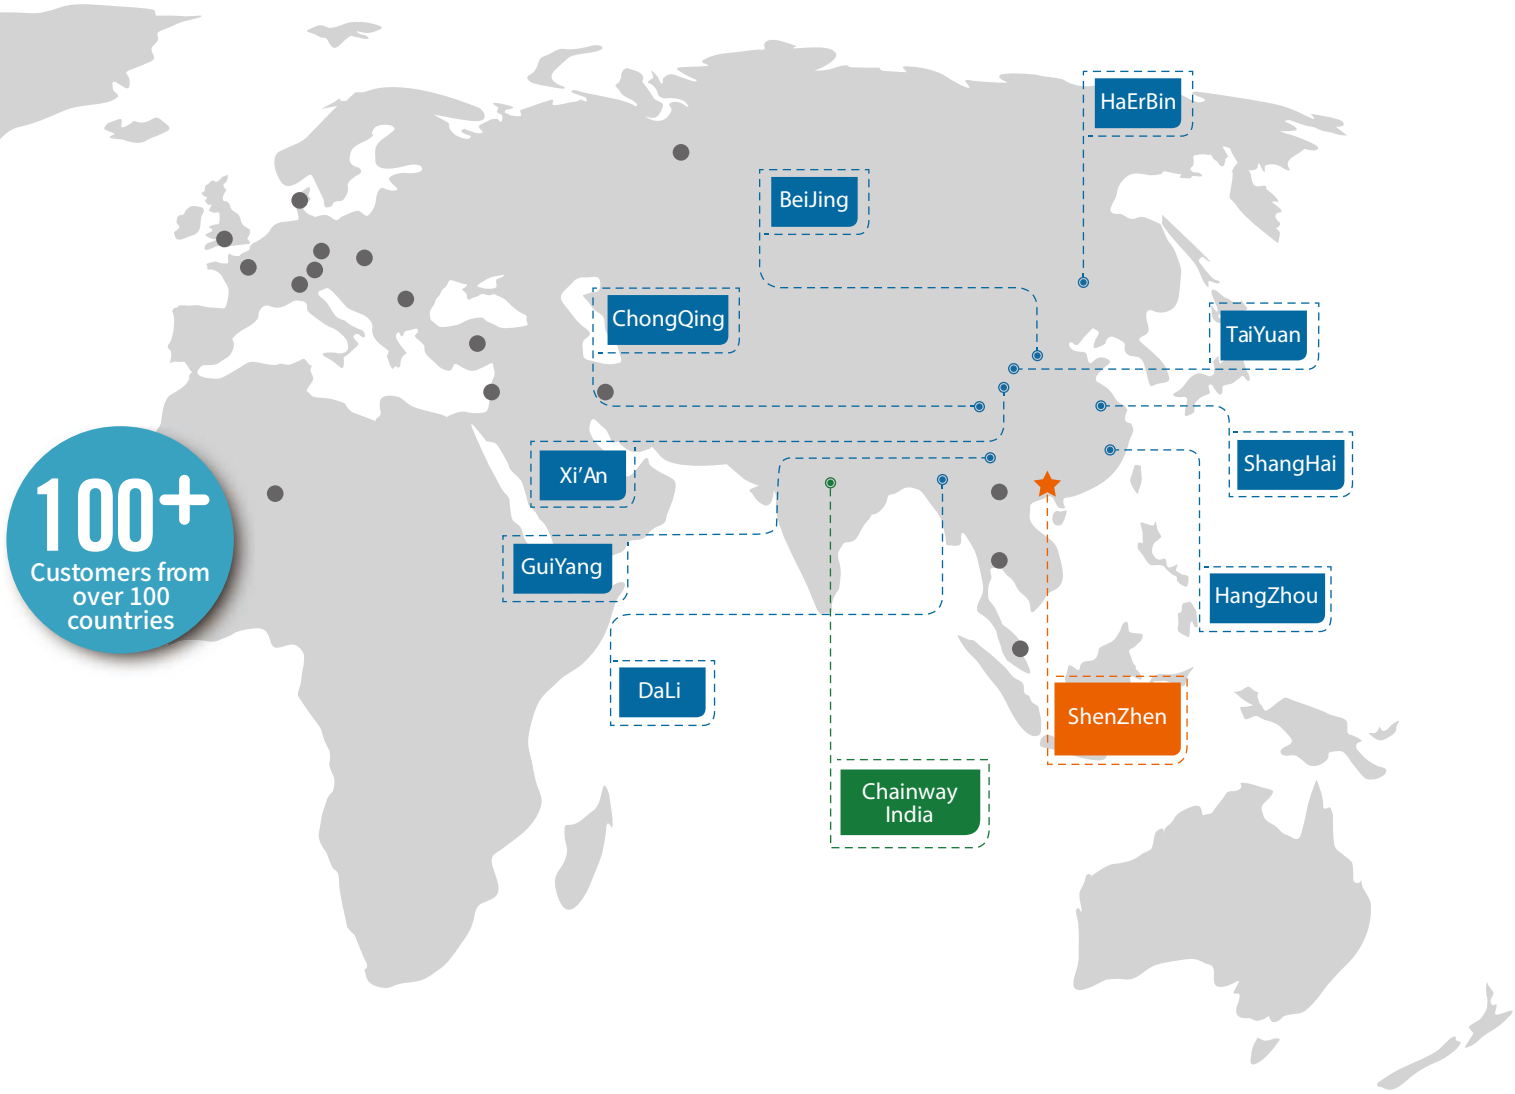 HaErBin
BeiJing
ChongQing
TaiYuan
ShangHai
Xi’An
100+
Customers from
over 100
countries
GuiYang
HangZhou
DaLi
ShenZhen
Chainway
India